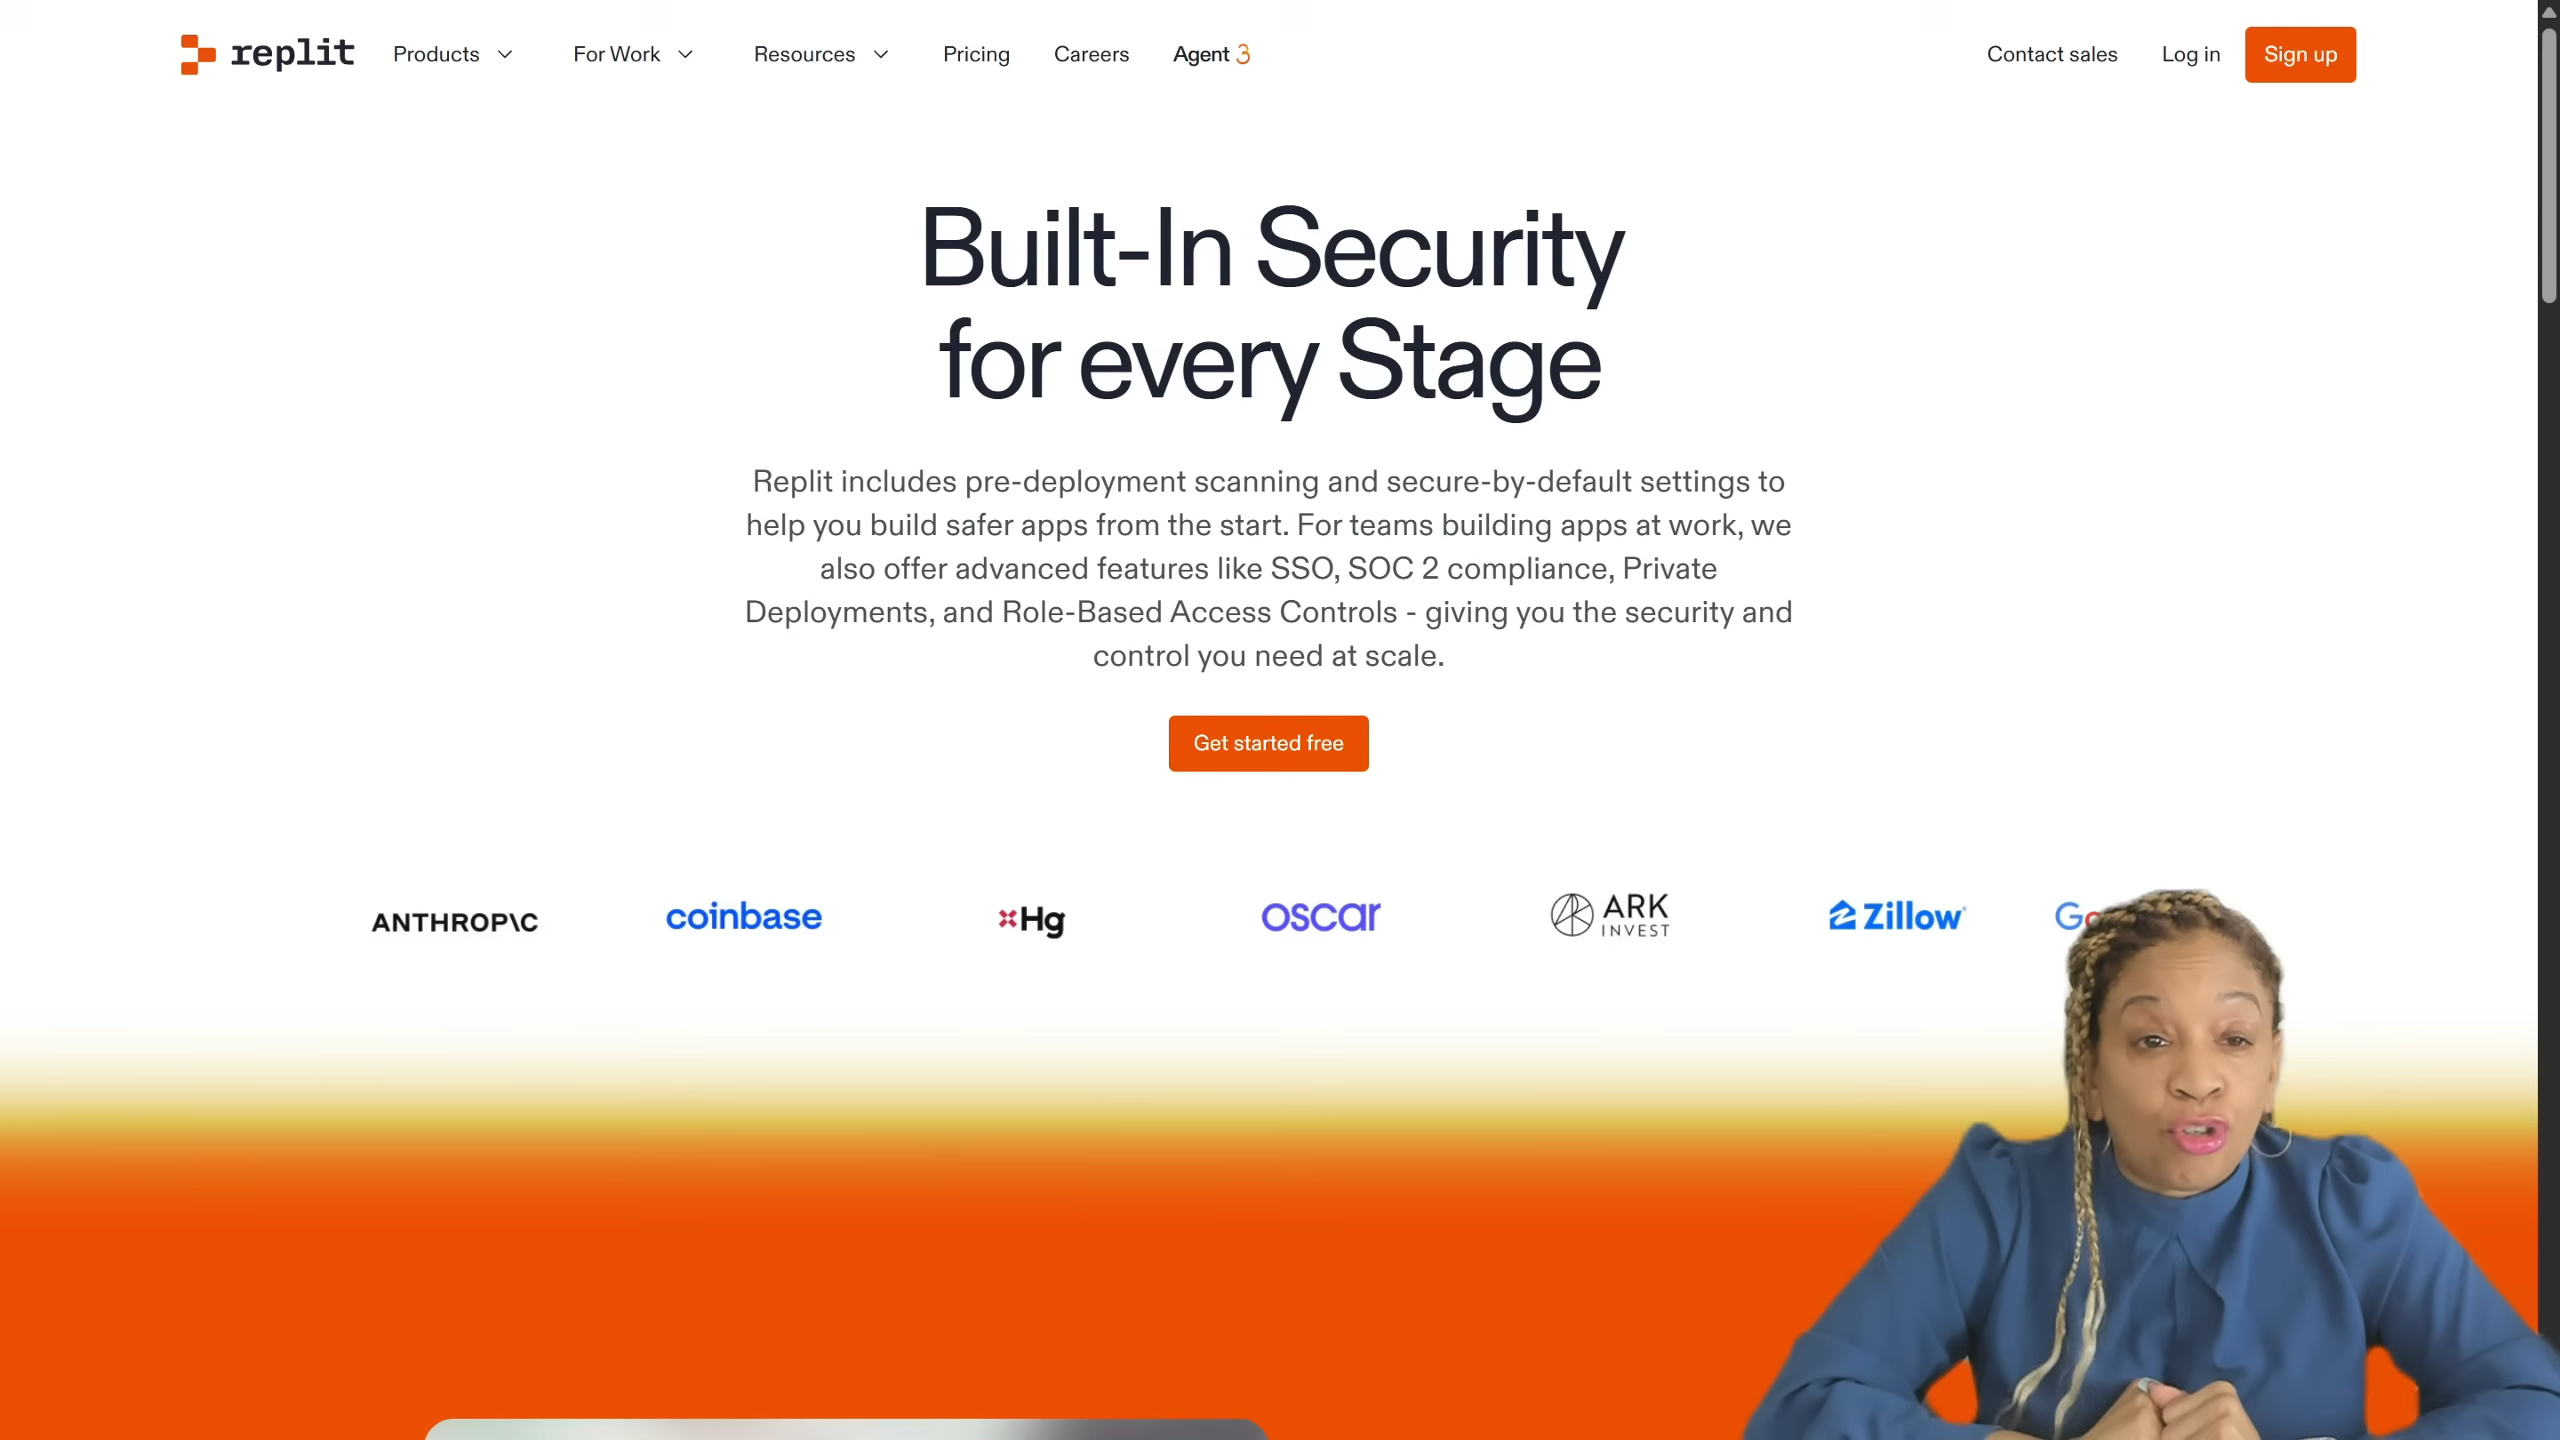 replit Products For Work Resources Pricing Careers Agent 3 Contact sales Log in Sign up
Built-In Security
for every Stage
Replit includes pre-deployment scanning and secure-by-default settings to
help you build safer apps from the start. For teams building apps at work, we
also offer advanced features like SSO, SOC 2 compliance, Private
Deployments, and Role-Based Access Controls - giving you the security and
control you need at scale.
Get started free
ANTHROP\C coinbase Hg oscar ARK INVEST Zillow